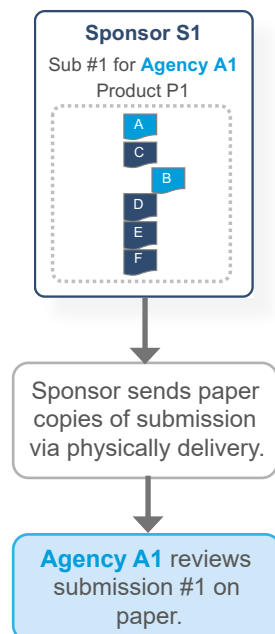 Sponsor S1
Sub #1 for Agency A1
Product P1
A
C
B
D
E
F
Sponsor sends paper
copies of submission
via physically delivery.
Agency A1 reviews
submission #1 on
paper.